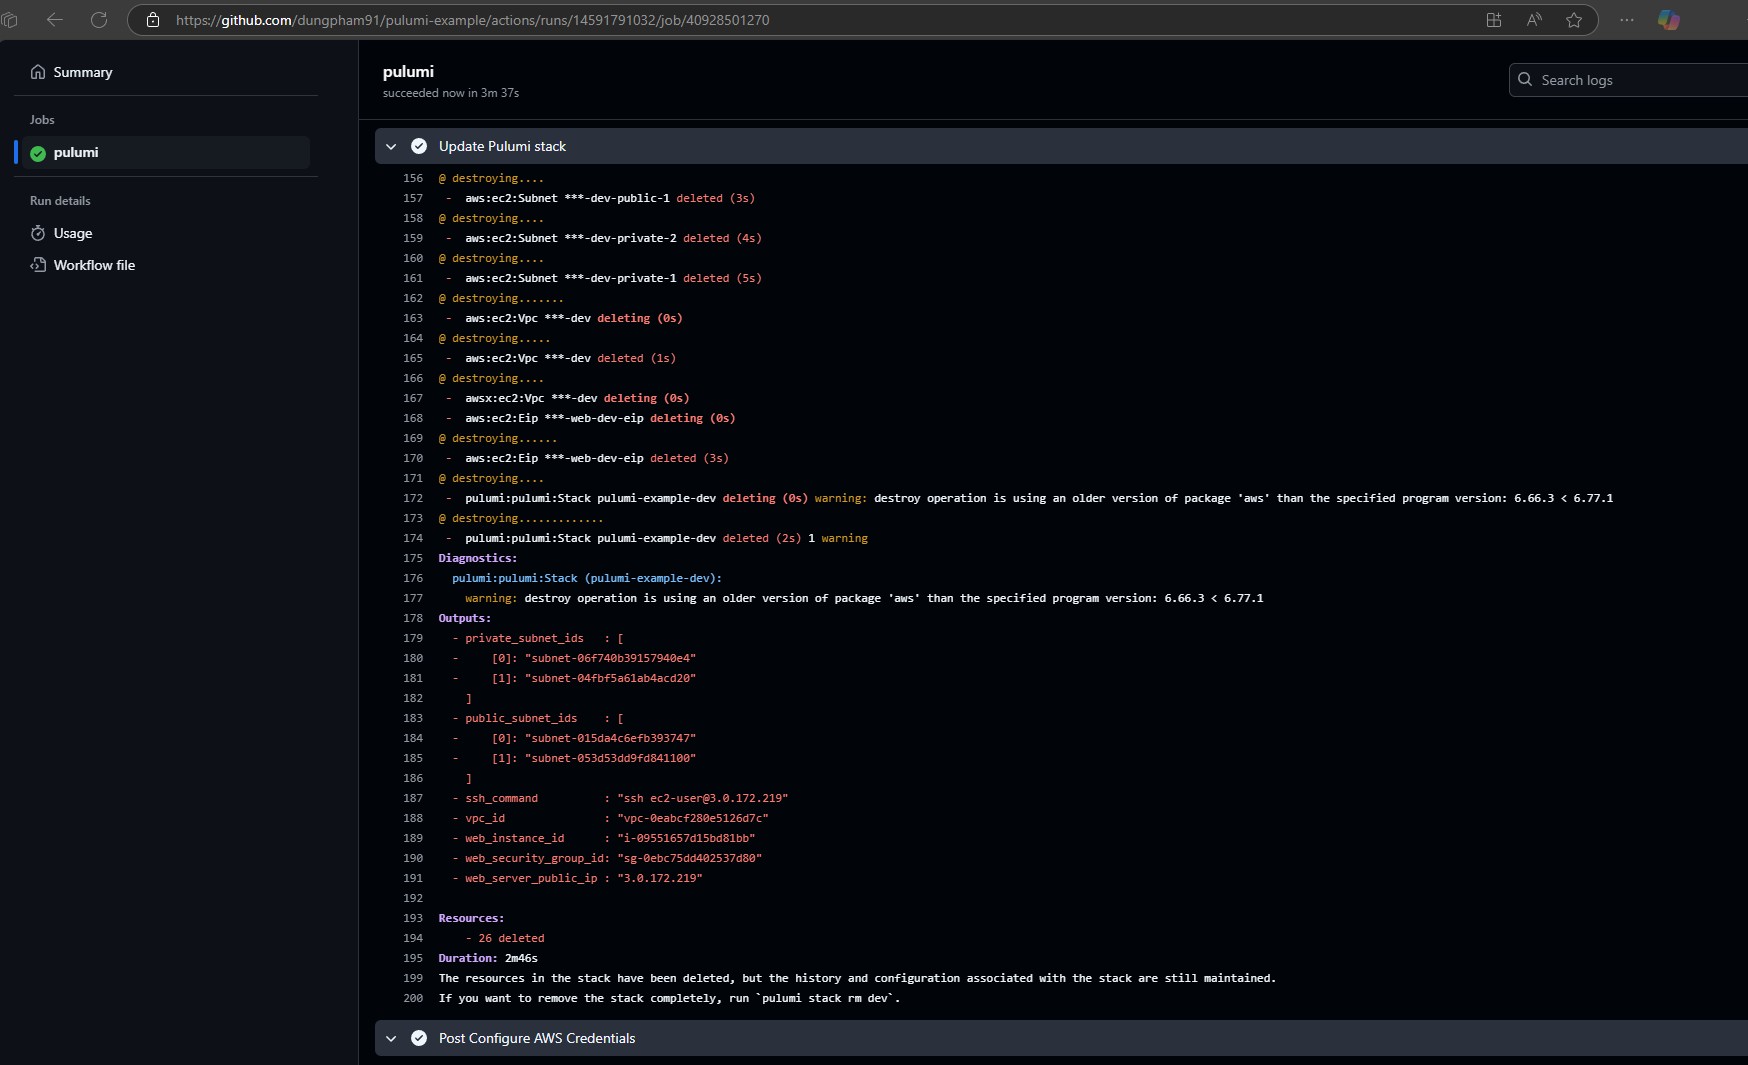 https://github.com/dungpham91/pulumi-example/actions/runs/14591791032/job/40928501270
Summary
Jobs
pulumi
Run details
Usage
Workflow file
pulumi
succeeded now in 3m 37s
Search logs
Update Pulumi stack
156 @ destroying....
157 - aws:ec2:Subnet ***-dev-public-1 deleted (3s)
158 @ destroying....
159 - aws:ec2:Subnet ***-dev-private-2 deleted (4s)
160 @ destroying....
161 - aws:ec2:Subnet ***-dev-private-1 deleted (5s)
162 @ destroying.......
163 - aws:ec2:Vpc ***-dev deleting (0s)
164 @ destroying.....
165 - aws:ec2:Vpc ***-dev deleted (1s)
166 @ destroying....
167 - awsx:ec2:Vpc ***-dev deleting (0s)
168 - aws:ec2:Eip ***-web-dev-eip deleting (0s)
169 @ destroying......
170 - aws:ec2:Eip ***-web-dev-eip deleted (3s)
171 @ destroying....
172 - pulumi:pulumi:Stack pulumi-example-dev deleting (0s) warning: destroy operation is using an older version of package 'aws' than the specified program version: 6.66.3 < 6.77.1
173 @ destroying.............
174 - pulumi:pulumi:Stack pulumi-example-dev deleted (2s) 1 warning
175 Diagnostics:
176 pulumi:pulumi:Stack (pulumi-example-dev):
177 warning: destroy operation is using an older version of package 'aws' than the specified program version: 6.66.3 < 6.77.1
178 Outputs:
179 - private_subnet_ids : [
180 - [0]: "subnet-06f740b39157940e4"
181 - [1]: "subnet-04fbf5a61ab4acd20"
182 ]
183 - public_subnet_ids : [
184 - [0]: "subnet-015da4c6efb393747"
185 - [1]: "subnet-053d53dd9fd841100"
186 ]
187 - ssh_command : "ssh ec2-user@3.0.172.219"
188 - vpc_id : "vpc-0eabcf280e5126d7c"
189 - web_instance_id : "i-09551657d15bd81bb"
190 - web_security_group_id: "sg-0ebc75dd402537d80"
191 - web_server_public_ip : "3.0.172.219"
192
193 Resources:
194 - 26 deleted
195 Duration: 2m46s
199 The resources in the stack have been deleted, but the history and configuration associated with the stack are still maintained.
200 If you want to remove the stack completely, run `pulumi stack rm dev`.
Post Configure AWS Credentials